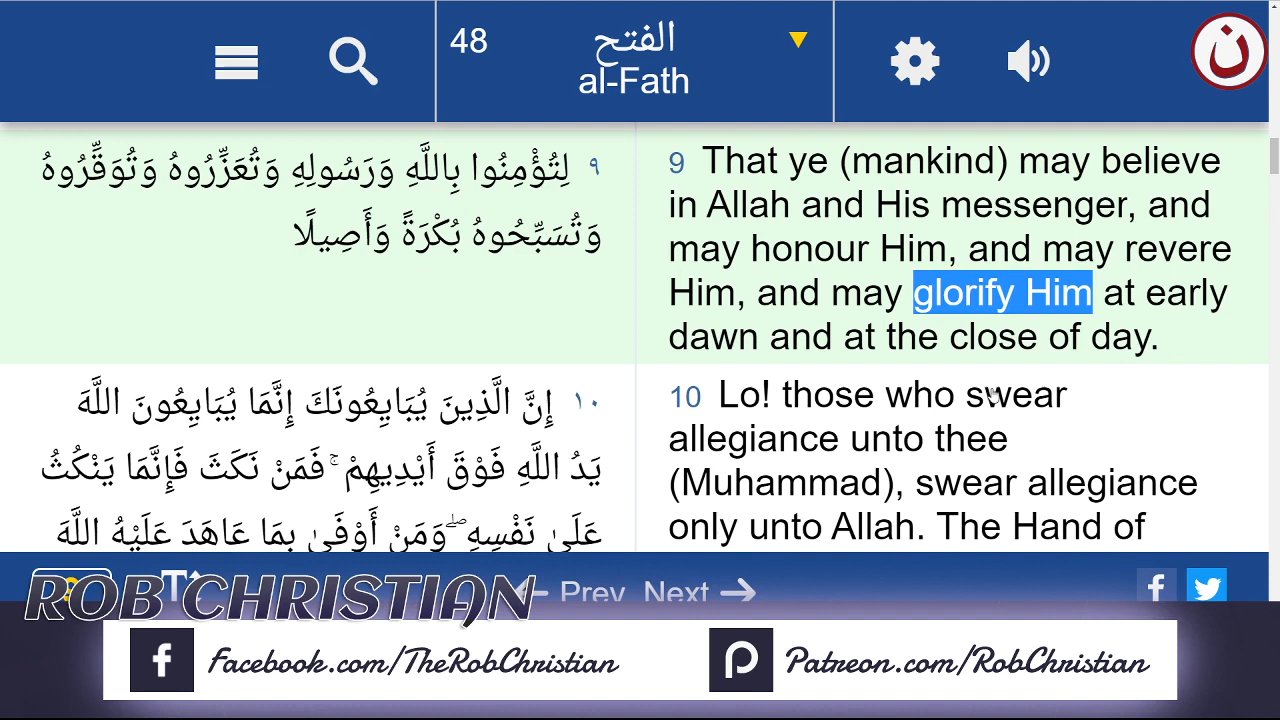 48
الفتح
al-Fath
ن
٩ لِتُؤْمِنُوا بِاللَّهِ وَرَسُولِهِ وَتُعَزِّرُوهُ وَتُوَقِّرُوهُ
وَتُسَبِّحُوهُ بُكْرَةً وَأَصِيلًا
9 That ye (mankind) may believe
in Allah and His messenger, and
may honour Him, and may revere
Him, and may glorify Him at early
dawn and at the close of day.
١٠ إِنَّ الَّذِينَ يُبَايِعُونَكَ إِنَّمَا يُبَايِعُونَ اللَّهَ
يَدُ اللَّهِ فَوْقَ أَيْدِيهِمْ ۚ فَمَنْ نَكَثَ فَإِنَّمَا يَنْكُثُ
عَلَىٰ نَفْسِهِ ۖ وَمَنْ أَوْفَىٰ بِمَا عَاهَدَ عَلَيْهُ اللَّهَ
10 Lo! those who swear
allegiance unto thee
(Muhammad), swear allegiance
only unto Allah. The Hand of
Prev Next
ROB CHRISTIAN
Facebook.com/TheRobChristian
Patreon.com/RobChristian